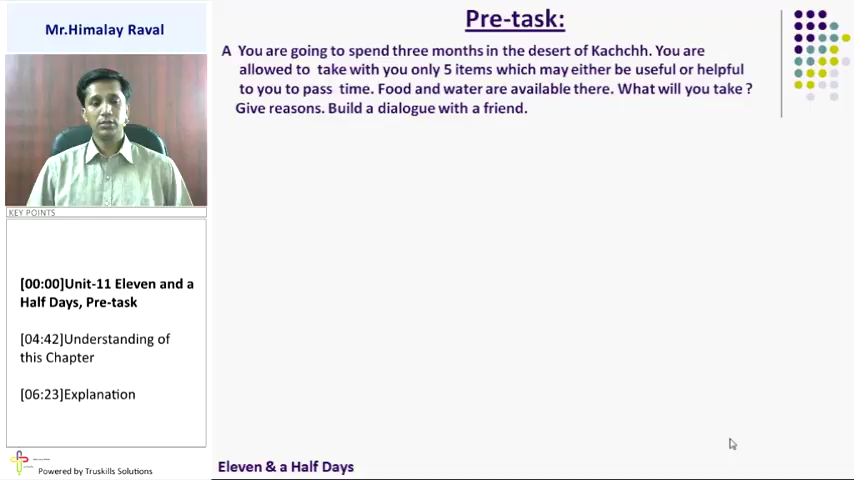 Mr.Himalay Raval
KEY POINTS
[00:00]Unit-11 Eleven and a
Half Days, Pre-task
[04:42]Understanding of
this Chapter
[06:23]Explanation
Powered by Truskills Solutions
Pre-task:
A You are going to spend three months in the desert of Kachchh. You are
allowed to take with you only 5 items which may either be useful or helpful
to you to pass time. Food and water are available there. What will you take ?
Give reasons. Build a dialogue with a friend.
Eleven & a Half Days